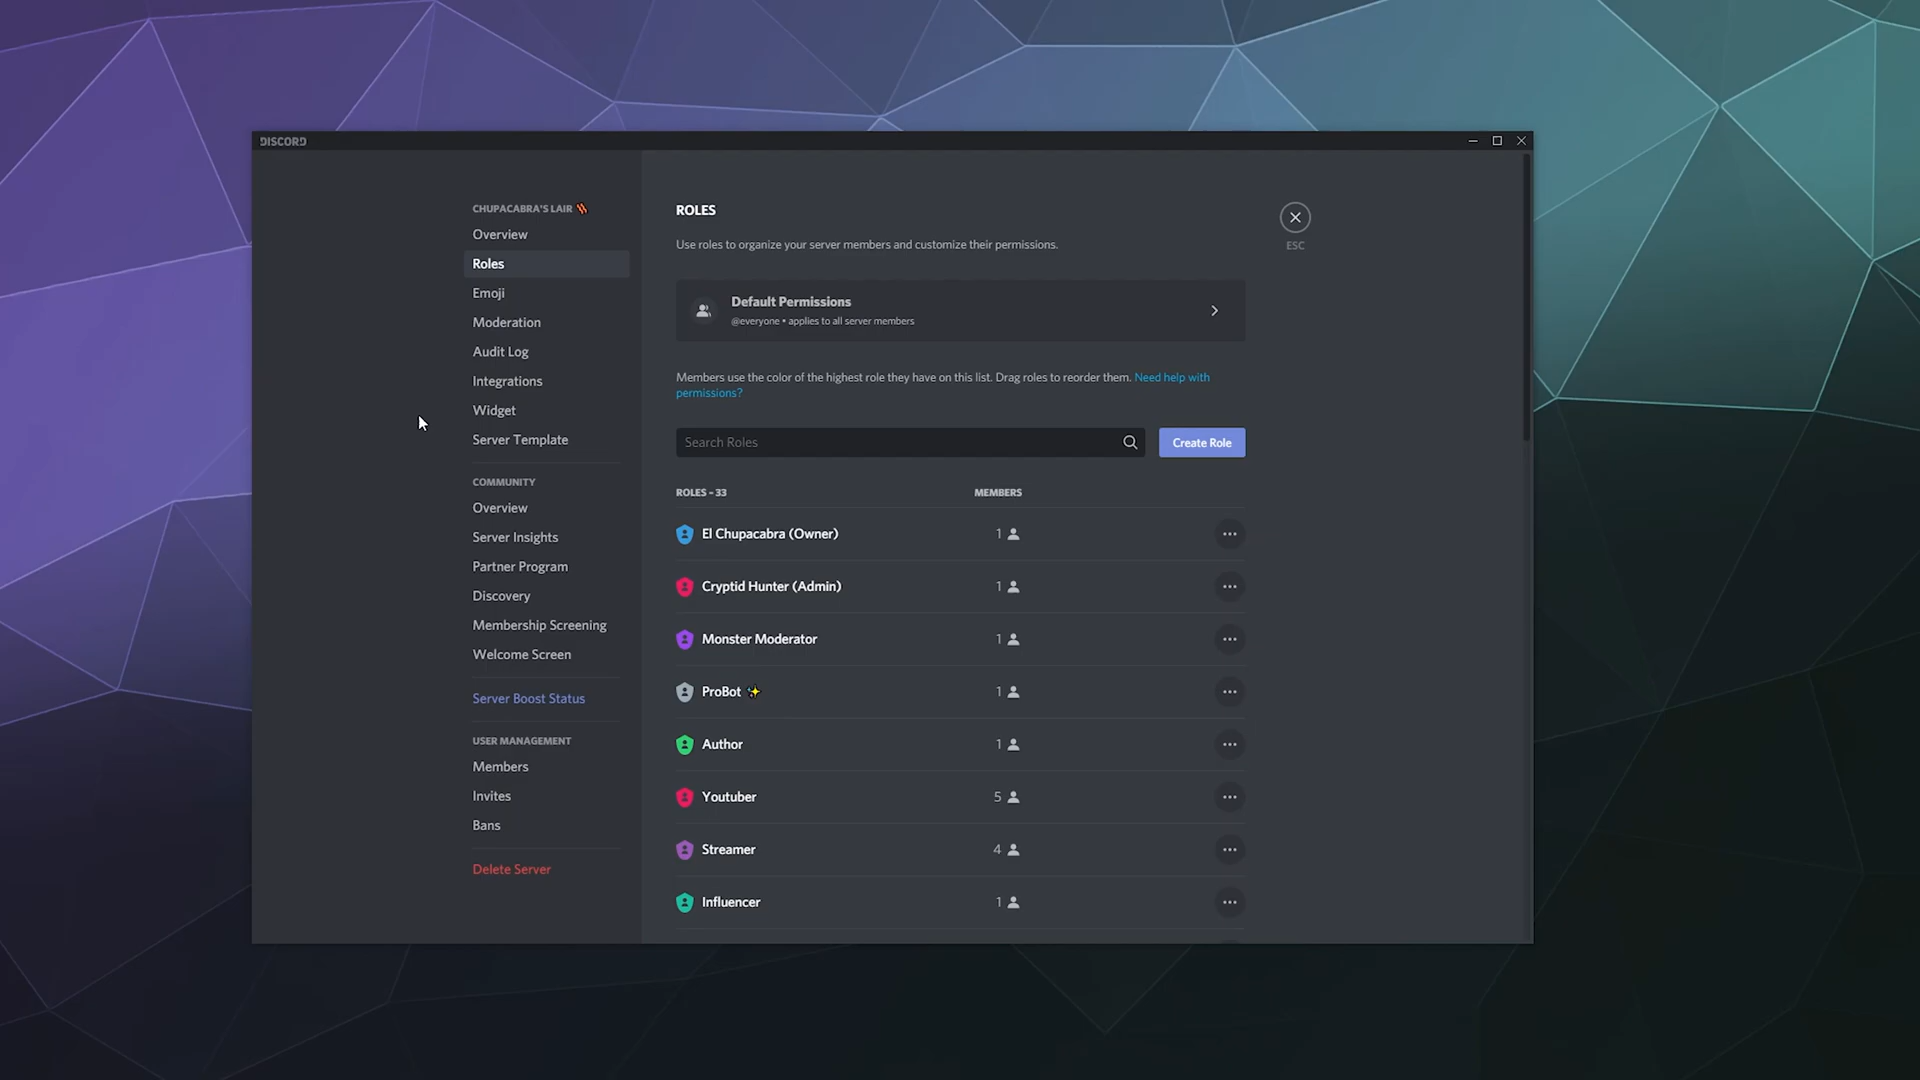 DISCORD
CHUPACABRA'S LAIR
Overview
Roles
Emoji
Moderation
Audit Log
Integrations
Widget
Server Template
COMMUNITY
Overview
Server Insights
Partner Program
Discovery
Membership Screening
Welcome Screen
Server Boost Status
USER MANAGEMENT
Members
Invites
Bans
Delete Server
ROLES
Use roles to organize your server members and customize their permissions.
ESC
Default Permissions
@everyone • applies to all server members
Members use the color of the highest role they have on this list. Drag roles to reorder them. Need help with
permissions?
Search Roles
Create Role
ROLES – 33 MEMBERS
El Chupacabra (Owner) 1
Cryptid Hunter (Admin) 1
Monster Moderator 1
ProBot ✨ 1
Author 1
Youtuber 5
Streamer 4
Influencer 1